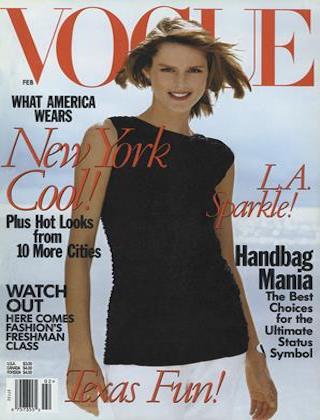 VOGUE
FEB
WHAT AMERICA
WEARS
New York
Cool!
Plus Hot Looks
from
10 More Cities
L.A.
Sparkle!
Handbag
Mania
The Best
Choices
for the
Ultimate
Status
Symbol
WATCH
OUT
HERE COMES
FASHION'S
FRESHMAN
CLASS
Texas Fun!